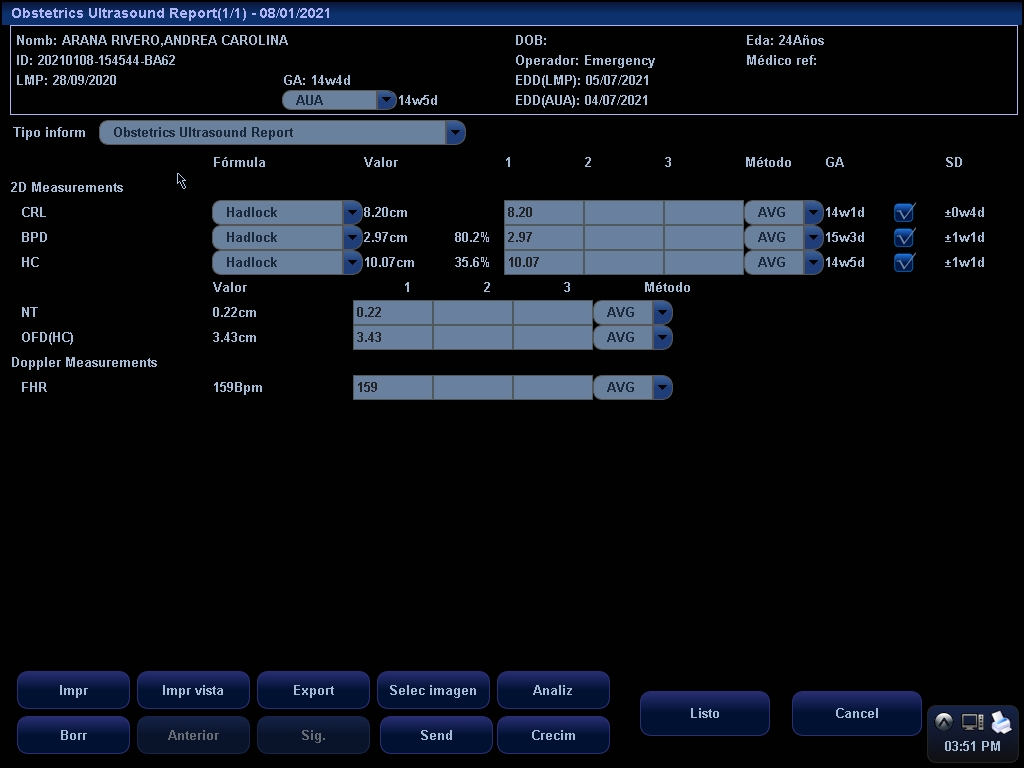 Obstetrics Ultrasound Report(1/1) - 08/01/2021
Nomb: ARANA RIVERO,ANDREA CAROLINA DOB: Eda: 24Años
ID: 20210108-154544-BA62 Operador: Emergency Médico ref:
LMP: 28/09/2020 GA: 14w4d EDD(LMP): 05/07/2021
AUA 14w5d EDD(AUA): 04/07/2021
Tipo inform Obstetrics Ultrasound Report
Fórmula Valor 1 2 3 Método GA SD
2D Measurements
CRL Hadlock 8.20cm 8.20 AVG 14w1d ±0w4d
BPD Hadlock 2.97cm 80.2% 2.97 AVG 15w3d ±1w1d
HC Hadlock 10.07cm 35.6% 10.07 AVG 14w5d ±1w1d
Valor 1 2 3 Método
NT 0.22cm 0.22 AVG
OFD(HC) 3.43cm 3.43 AVG
Doppler Measurements
FHR 159Bpm 159 AVG
Impr Impr vista Export Selec imagen Analiz
Listo Cancel
Borr Anterior Sig. Send Crecim
03:51 PM